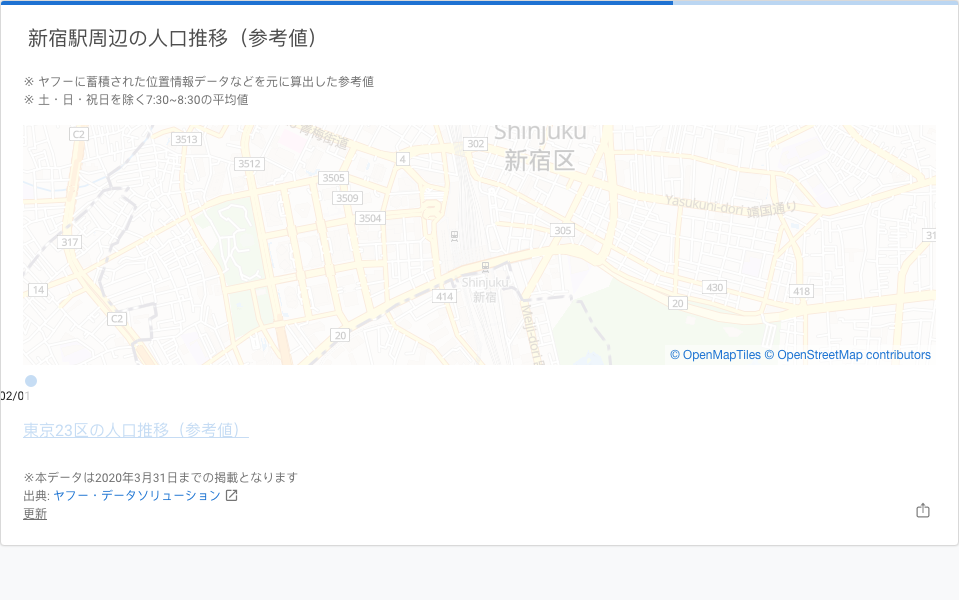 新宿駅周辺の人口推移（参考値）
※ ヤフーに蓄積された位置情報データなどを元に算出した参考値
※ 土・日・祝日を除く7:30~8:30の平均値
C2
3513
青梅街道
302
Shinjuku
新宿区
3512
4
3505
3509
3504
Yasukuni-dori 靖国通り
317
305
31
14
Shinjuku
新宿
414
20
430
418
C2
20
Meiji-dori
© OpenMapTiles © OpenStreetMap contributors
02/01
東京23区の人口推移（参考値）
※本データは2020年3月31日までの掲載となります
出典: ヤフー・データソリューション
更新